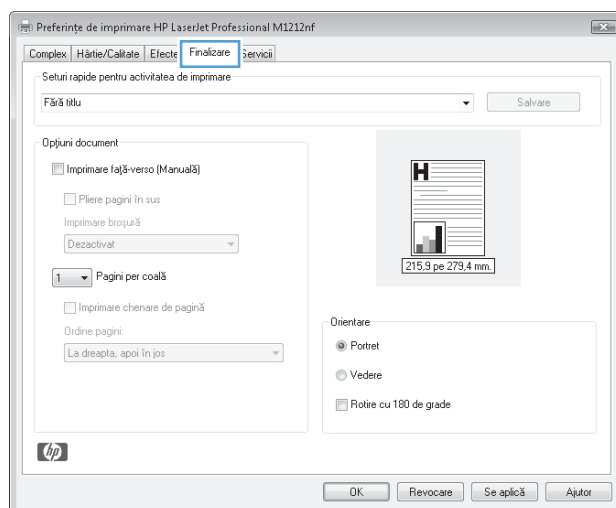 Preferințe de imprimare HP LaserJet Professional M1212nf
Complex Hârtie/Calitate Efecte Finalizare Servicii
Seturi rapide pentru activitatea de imprimare
Fără titlu Salvare
Opțiuni document
Imprimare față-verso (Manuală)
Pliere pagini în sus
Imprimare broșură
Dezactivat
1 Pagini per coală
Imprimare chenare de pagină
Ordine pagini:
La dreapta, apoi în jos
H
215,9 pe 279,4 mm.
Orientare
Portret
Vedere
Rotire cu 180 de grade
hp
OK Revocare Se aplică Ajutor